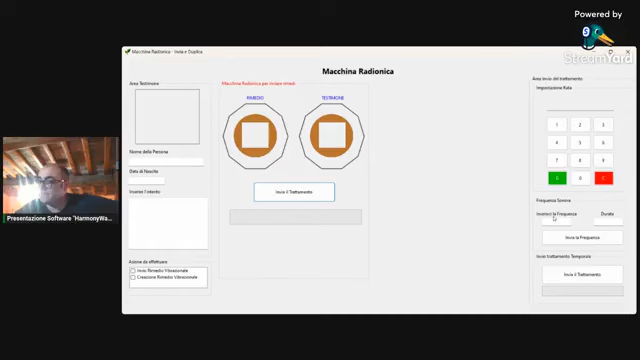 Powered by
StreamYard
Macchina Radionica - Invia e Duplica
Macchina Radionica
Area Testimone
Nome della Persona
Data di Nascita
Inserire l'intento
Azione da effettuare
Invio Rimedio Vibrazionale
Creazione Rimedio Vibrazionale
Macchina Radionica per inviare rimedi
RIMEDIO
TESTIMONE
Invia il Trattamento
Area invio del trattamento
Impostazione Rata
1 2 3
4 5 6
7 8 9
0
C
Frequenza Sonora
Inserisci la Frequenza
Durata
Invia la Frequenza
Invio trattamento Temporale
Invia il Trattamento
Presentazione Software "HarmonyWa...